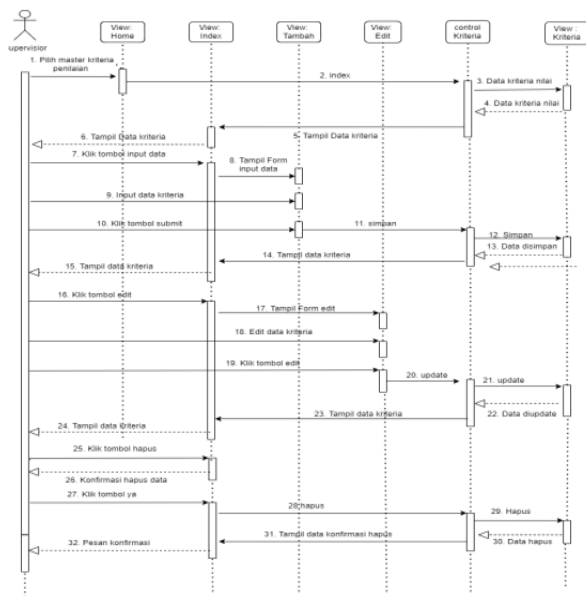 View:
Home
View:
Index
View:
Tambah
View:
Edit
control
Kriteria
View :
Kriteria
upervisior
1. Pilih master kriteria
penilaian
2. index
3. Data kriteria nilai
4. Data kriteria nilai
5. Tampil Data kriteria
6. Tampil Data kriteria
7. Klik tombol input data
8. Tampil Form
input data
9. Input data kriteria
10. Klik tombol submit
11. simpan
12. Simpan
13. Data disimpan
14. Tampil data kriteria
15. Tampil data kriteria
16. Klik tombol edit
17. Tampil Form edit
18. Edit data kriteria
19. Klik tombol edit
20. update
21. update
22. Data diupdate
23. Tampil data kriteria
24. Tampil data Kriteria
25. Klik tombol hapus
26. Konfirmasi hapus data
27. Klik tombol ya
28.hapus
29. Hapus
30. Data hapus
31. Tampil data konfirmasi hapus
32. Pesan konfirmasi